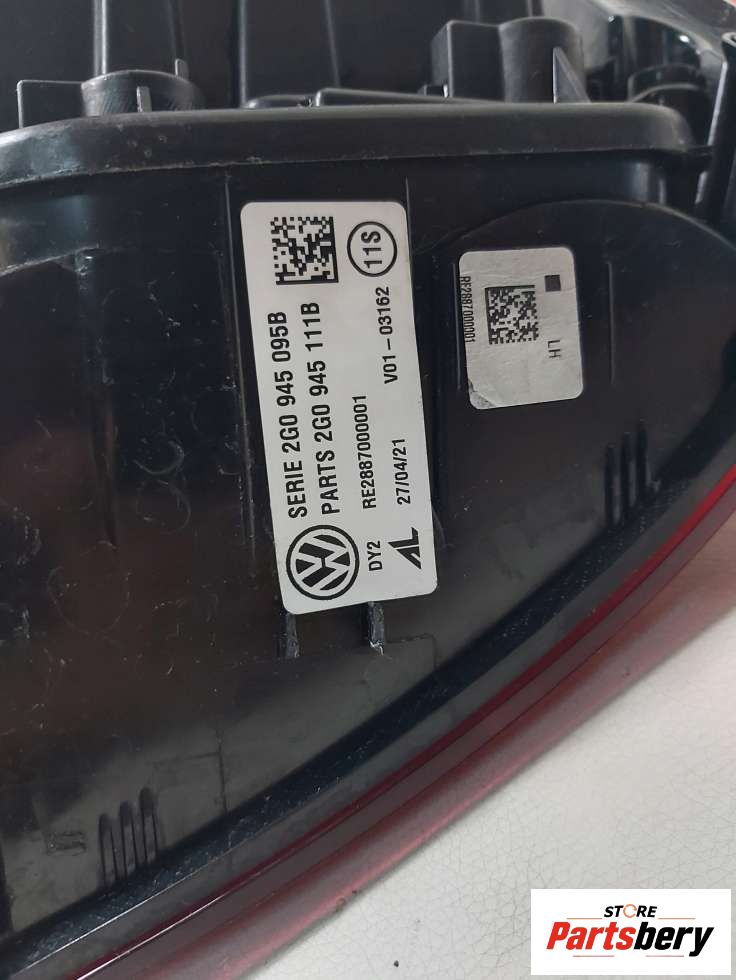 SERIE 2G0 945 095B
PARTS 2G0 945 111B
11S
RE2887000001
DY2
27/04/21
V01-03162
AL
RE2887000001
LH
STORE
Partsbery